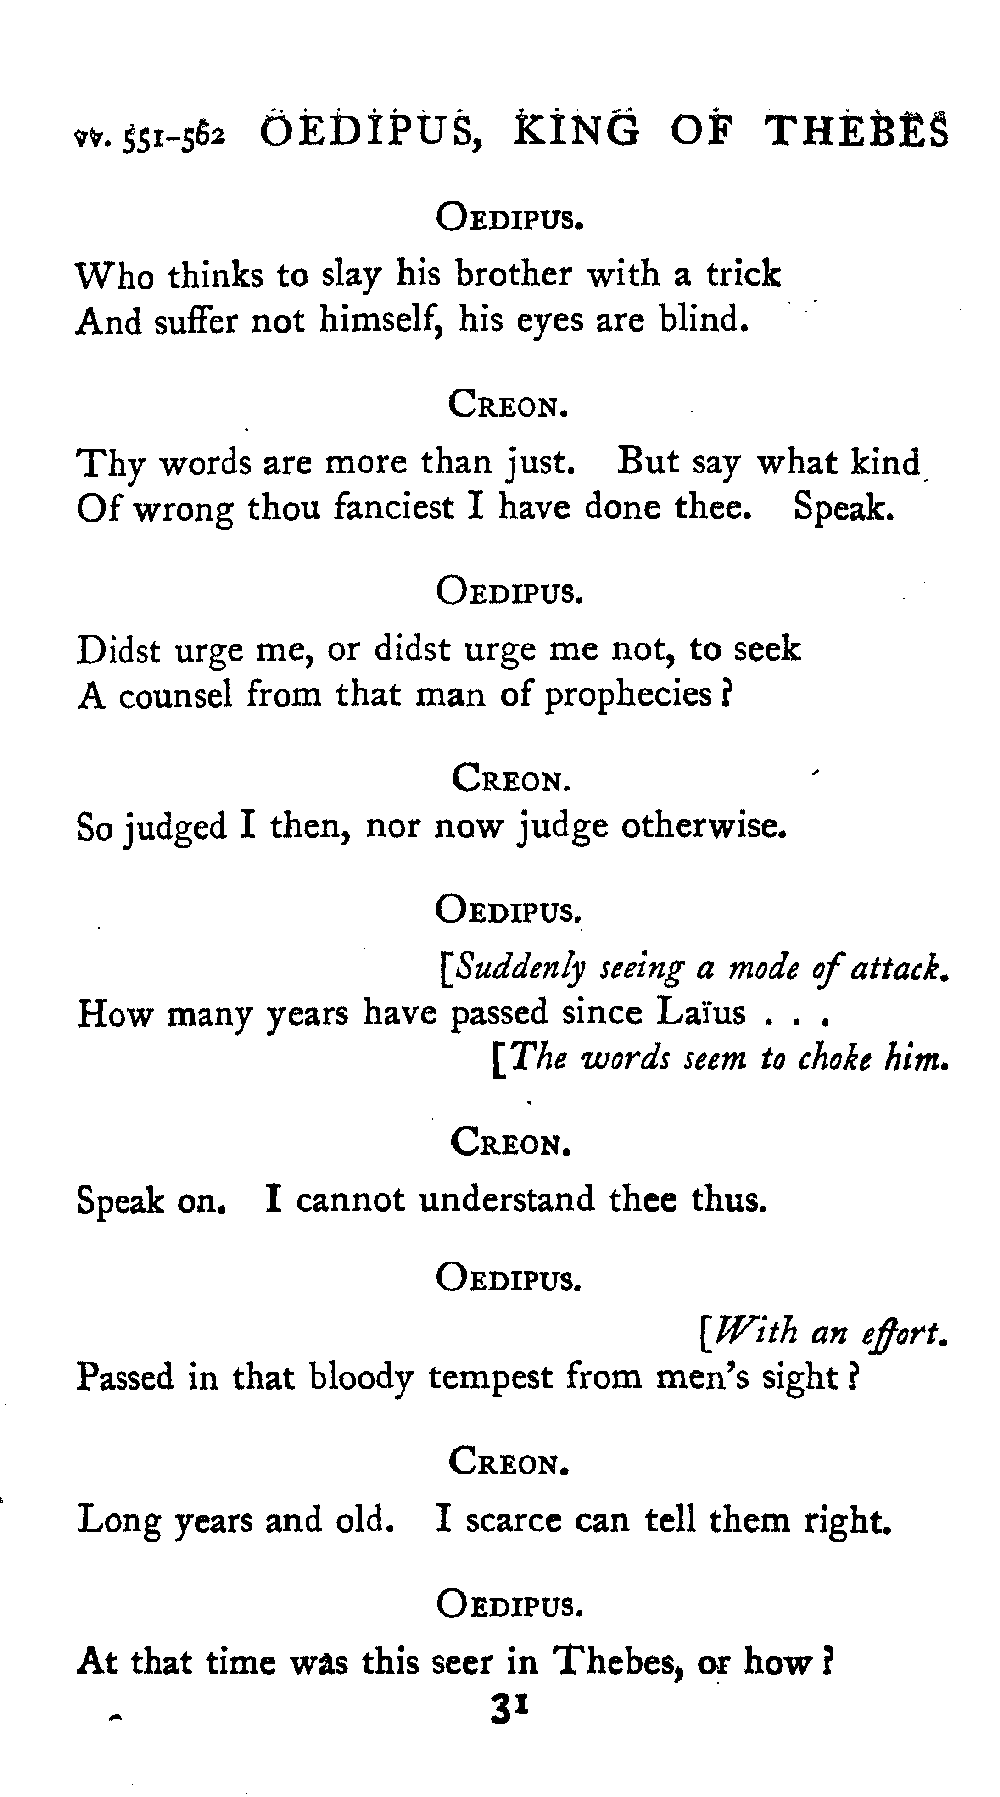 vv. 551-562 OEDIPUS, KING OF THEBES
OEDIPUS.
Who thinks to slay his brother with a trick
And suffer not himself, his eyes are blind.
CREON.
Thy words are more than just. But say what kind
Of wrong thou fanciest I have done thee. Speak.
OEDIPUS.
Didst urge me, or didst urge me not, to seek
A counsel from that man of prophecies?
CREON.
So judged I then, nor now judge otherwise.
OEDIPUS.
[Suddenly seeing a mode of attack.
How many years have passed since Laïus . . .
[The words seem to choke him.
CREON.
Speak on. I cannot understand thee thus.
OEDIPUS.
[With an effort.
Passed in that bloody tempest from men's sight?
CREON.
Long years and old. I scarce can tell them right.
OEDIPUS.
At that time was this seer in Thebes, or how?
31